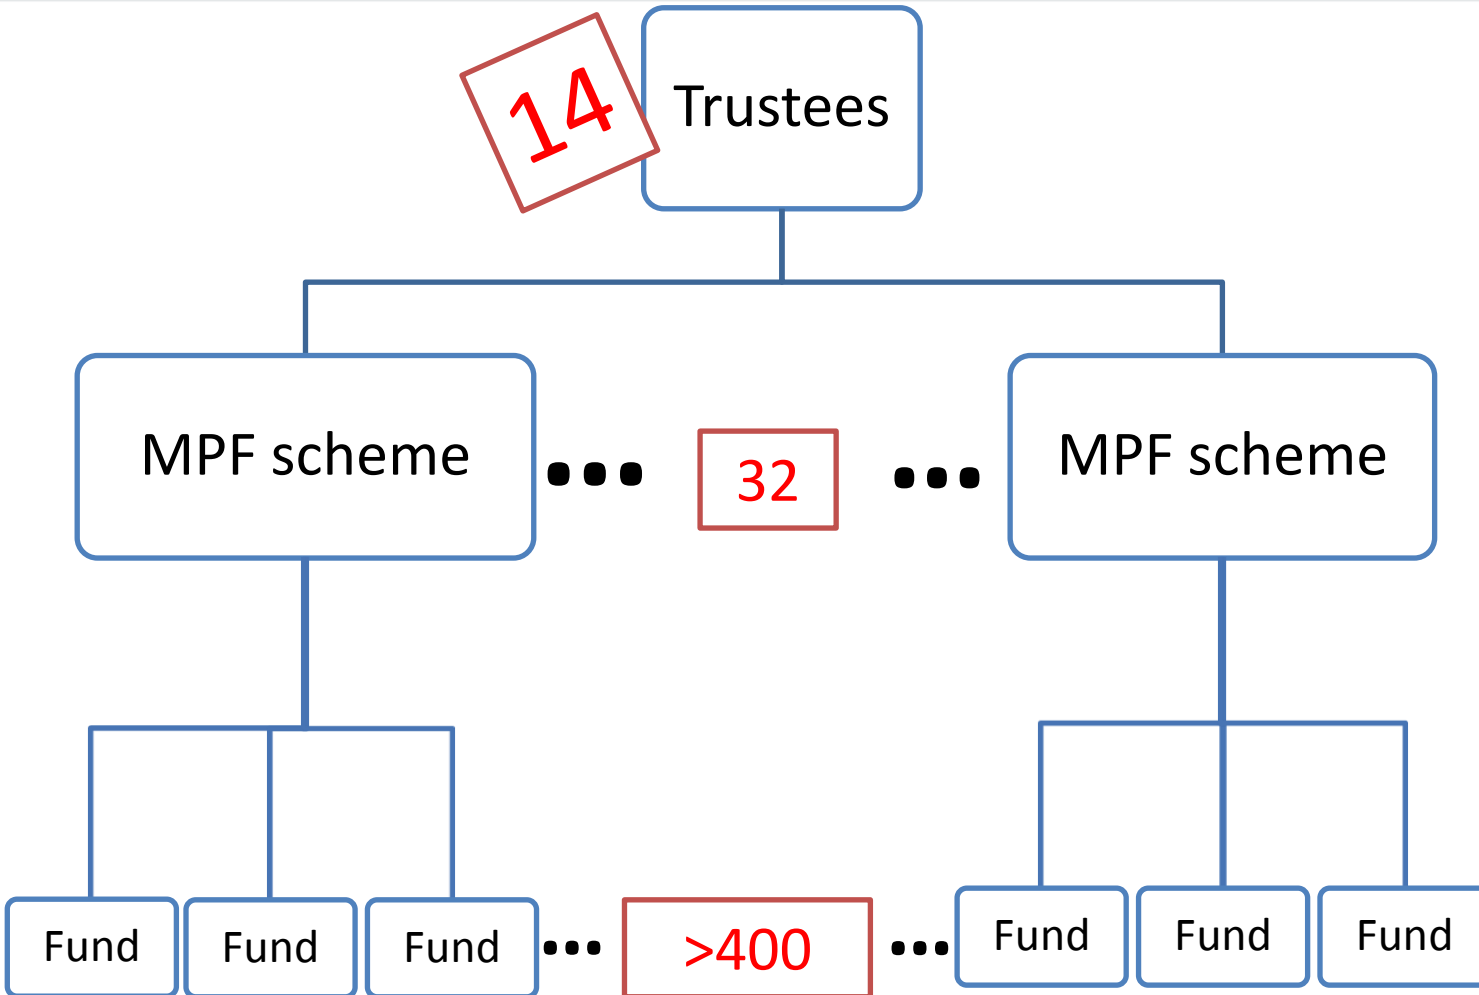 14
Trustees
MPF scheme
32
MPF scheme
Fund
Fund
Fund
>400
Fund
Fund
Fund